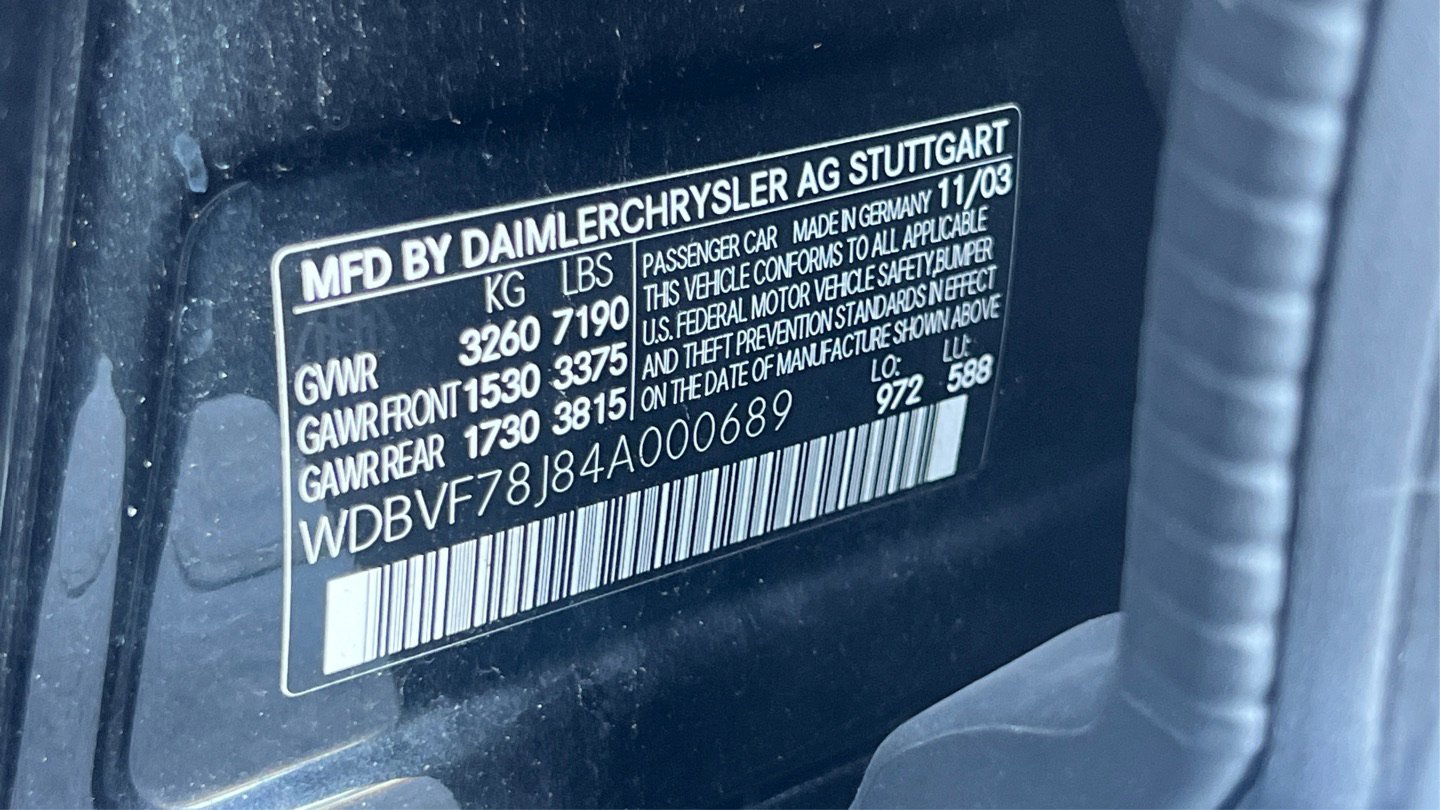 MFD BY DAIMLERCHRYSLER AG STUTTGART
KG LBS
GVWR 3260 7190
GAWR FRONT 1530 3375
GAWR REAR 1730 3815
PASSENGER CAR MADE IN GERMANY 11/03
THIS VEHICLE CONFORMS TO ALL APPLICABLE
U.S. FEDERAL MOTOR VEHICLE SAFETY,BUMPER
AND THEFT PREVENTION STANDARDS IN EFFECT
ON THE DATE OF MANUFACTURE SHOWN ABOVE
LO: LU:
972 588
WDBVF78J84A000689